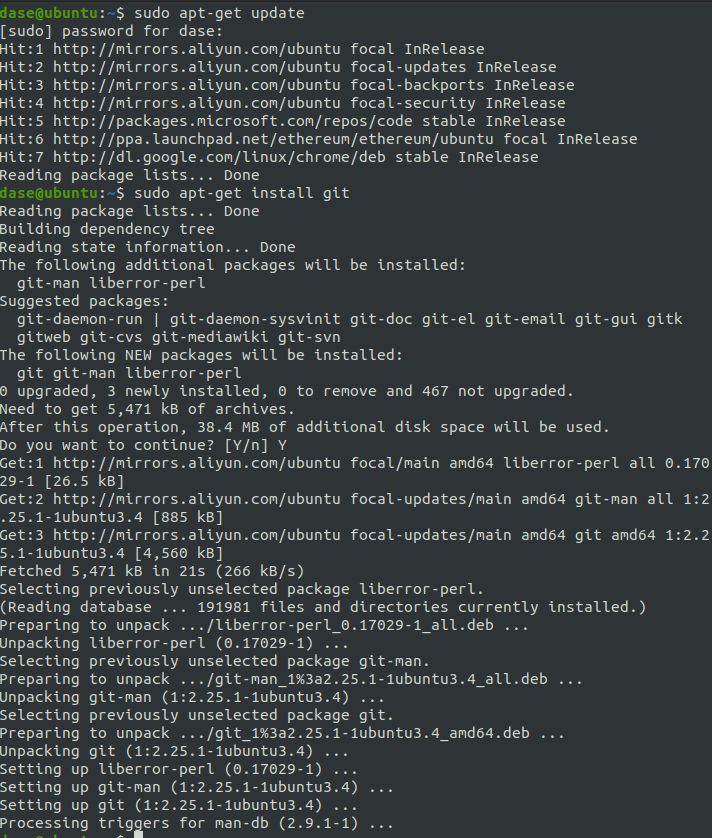 dase@ubuntu:~$ sudo apt-get update
[sudo] password for dase:
Hit:1 http://mirrors.aliyun.com/ubuntu focal InRelease
Hit:2 http://mirrors.aliyun.com/ubuntu focal-updates InRelease
Hit:3 http://mirrors.aliyun.com/ubuntu focal-backports InRelease
Hit:4 http://mirrors.aliyun.com/ubuntu focal-security InRelease
Hit:5 http://packages.microsoft.com/repos/code stable InRelease
Hit:6 http://ppa.launchpad.net/ethereum/ethereum/ubuntu focal InRelease
Hit:7 http://dl.google.com/linux/chrome/deb stable InRelease
Reading package lists... Done
dase@ubuntu:~$ sudo apt-get install git
Reading package lists... Done
Building dependency tree
Reading state information... Done
The following additional packages will be installed:
  git-man liberror-perl
Suggested packages:
  git-daemon-run | git-daemon-sysvinit git-doc git-el git-email git-gui gitk
  gitweb git-cvs git-mediawiki git-svn
The following NEW packages will be installed:
  git git-man liberror-perl
0 upgraded, 3 newly installed, 0 to remove and 467 not upgraded.
Need to get 5,471 kB of archives.
After this operation, 38.4 MB of additional disk space will be used.
Do you want to continue? [Y/n] Y
Get:1 http://mirrors.aliyun.com/ubuntu focal/main amd64 liberror-perl all 0.170
29-1 [26.5 kB]
Get:2 http://mirrors.aliyun.com/ubuntu focal-updates/main amd64 git-man all 1:2
.25.1-1ubuntu3.4 [885 kB]
Get:3 http://mirrors.aliyun.com/ubuntu focal-updates/main amd64 git amd64 1:2.2
5.1-1ubuntu3.4 [4,560 kB]
Fetched 5,471 kB in 21s (266 kB/s)
Selecting previously unselected package liberror-perl.
(Reading database ... 191981 files and directories currently installed.)
Preparing to unpack .../liberror-perl_0.17029-1_all.deb ...
Unpacking liberror-perl (0.17029-1) ...
Selecting previously unselected package git-man.
Preparing to unpack .../git-man_1%3a2.25.1-1ubuntu3.4_all.deb ...
Unpacking git-man (1:2.25.1-1ubuntu3.4) ...
Selecting previously unselected package git.
Preparing to unpack .../git_1%3a2.25.1-1ubuntu3.4_amd64.deb ...
Unpacking git (1:2.25.1-1ubuntu3.4) ...
Setting up liberror-perl (0.17029-1) ...
Setting up git-man (1:2.25.1-1ubuntu3.4) ...
Setting up git (1:2.25.1-1ubuntu3.4) ...
Processing triggers for man-db (2.9.1-1) ...